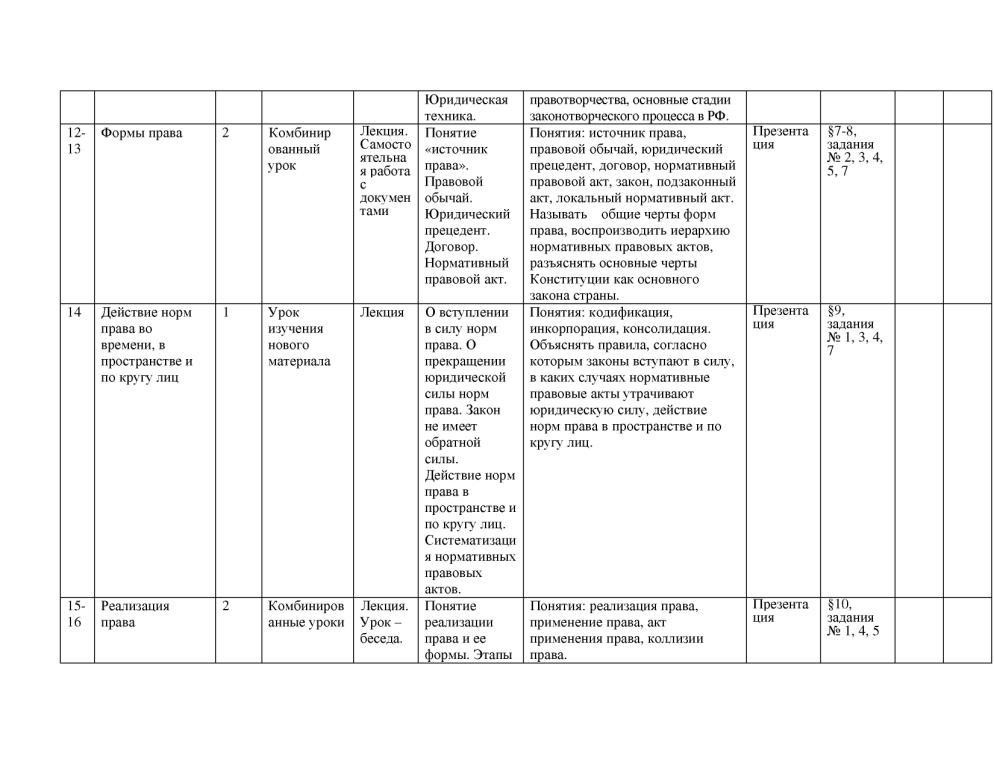 Юридическая
техника.
правотворчества, основные стадии
законотворческого процесса в РФ.
12-
13
Формы права
2
Комбинир
ованный
урок
Лекция.
Самосто
ятельна
я работа
с
докумен
тами
Понятие
«источник
права».
Правовой
обычай.
Юридический
прецедент.
Договор.
Нормативный
правовой акт.
Понятия: источник права,
правовой обычай, юридический
прецедент, договор, нормативный
правовой акт, закон, подзаконный
акт, локальный нормативный акт.
Называть общие черты форм
права, воспроизводить иерархию
нормативных правовых актов,
разъяснять основные черты
Конституции как основного
закона страны.
Презента
ция
§7-8,
задания
№ 2, 3, 4,
5, 7
14
Действие норм
права во
времени, в
пространстве и
по кругу лиц
1
Урок
изучения
нового
материала
Лекция
О вступлении
в силу норм
права. О
прекращении
юридической
силы норм
права. Закон
не имеет
обратной
силы.
Действие норм
права в
пространстве и
по кругу лиц.
Систематизаци
я нормативных
правовых
актов.
Понятия: кодификация,
инкорпорация, консолидация.
Объяснять правила, согласно
которым законы вступают в силу,
в каких случаях нормативные
правовые акты утрачивают
юридическую силу, действие
норм права в пространстве и по
кругу лиц.
Презента
ция
§9,
задания
№ 1, 3, 4,
7
15-
16
Реализация
права
2
Комбиниров
анные уроки
Лекция.
Урок –
беседа.
Понятие
реализации
права и ее
формы. Этапы
Понятия: реализация права,
применение права, акт
применения права, коллизии
права.
Презента
ция
§10,
задания
№ 1, 4, 5